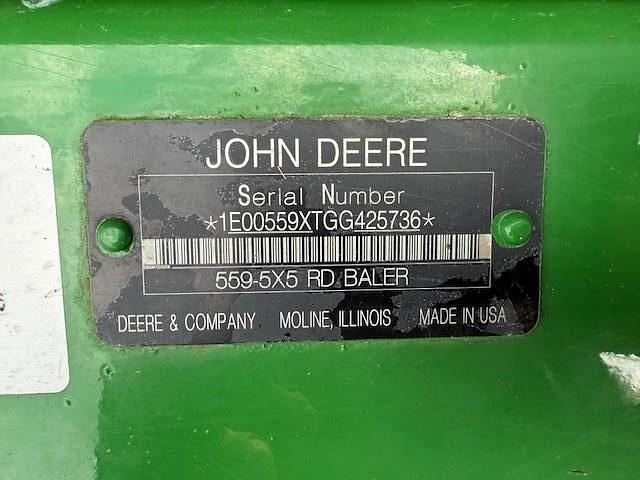 JOHN DEERE
Serial Number
*1E00559XTGG425736*
559-5X5 RD BALER
DEERE & COMPANY MOLINE, ILLINOIS MADE IN USA